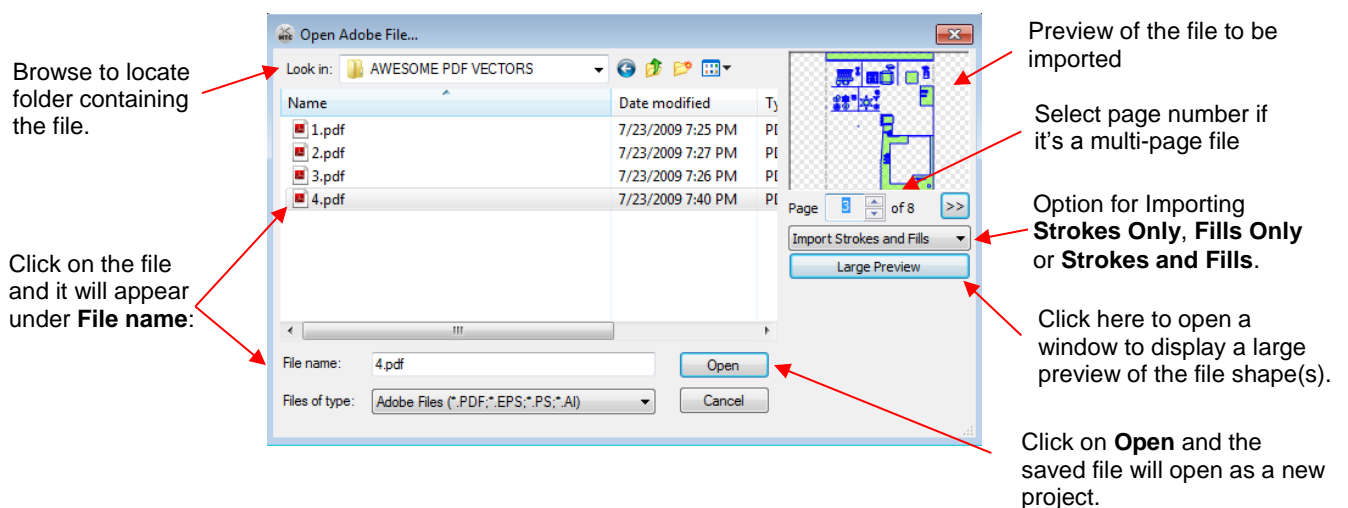 Browse to locate
folder containing
the file.
Click on the file
and it will appear
under File name:
MTC
Open Adobe File...
Look in: AWESOME PDF VECTORS
Name Date modified Ty
1.pdf 7/23/2009 7:25 PM PD
2.pdf 7/23/2009 7:27 PM PD
3.pdf 7/23/2009 7:26 PM PD
4.pdf 7/23/2009 7:40 PM PD
File name: 4.pdf Open
Files of type: Adobe Files (*.PDF;*.EPS;*.PS;*.AI) Cancel
Page 3 of 8 >>
Import Strokes and Fills
Large Preview
Preview of the file to be
imported
Select page number if
it's a multi-page file
Option for Importing
Strokes Only, Fills Only
or Strokes and Fills.
Click here to open a
window to display a large
preview of the file shape(s).
Click on Open and the
saved file will open as a new
project.